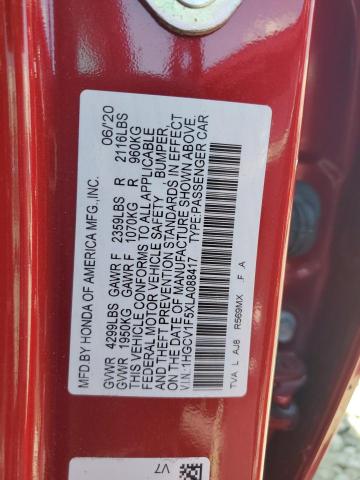 MFD.BY HONDA OF AMERICA MFG.,INC. 06/20
GVWR 4299LBS GAWR F 2359LBS R 2116LBS
GVWR 1950KG GAWR F 1070KG R 960KG
THIS VEHICLE CONFORMS TO ALL APPLICABLE
FEDERAL MOTOR VEHICLE SAFETY, BUMPER,
AND THEFT PREVENTION STANDARDS IN EFFECT
ON THE DATE OF MANUFACTURE SHOWN ABOVE.
V.I.N:1HGCV1F5XLA088417 TYPE:PASSENGER CAR
TVA L AJ8 R569MX .F A
V7